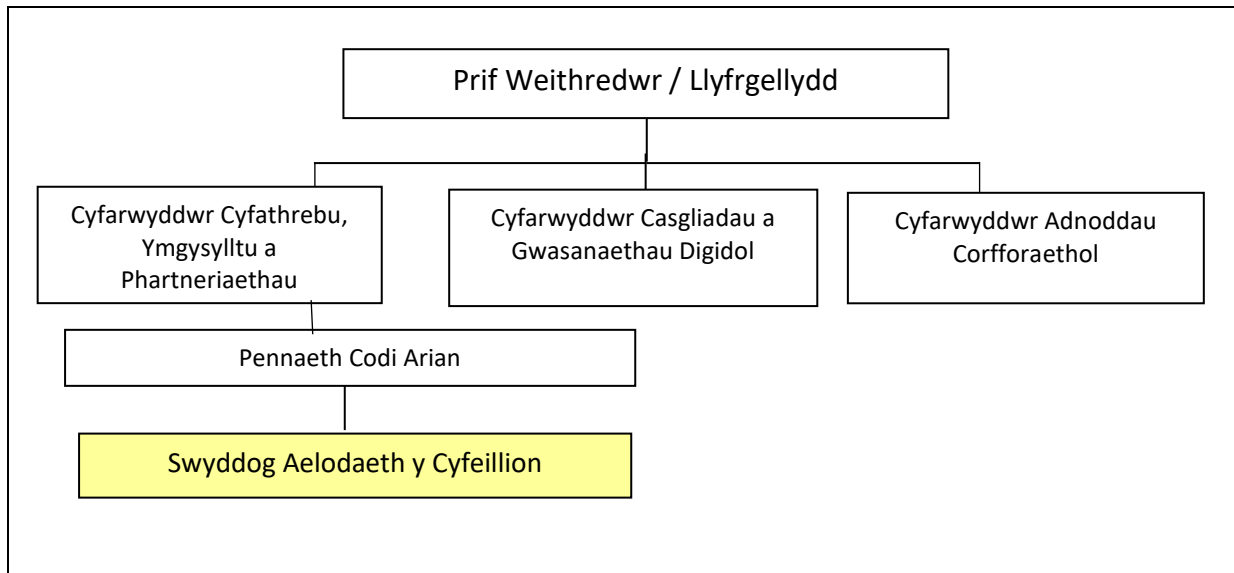 Prif Weithredwr / Llyfrgellydd
Cyfarwyddwr Cyfathrebu,
Ymgysylltu a
Phartneriaethau
Cyfarwyddwr Casgliadau a
Gwasanaethau Digidol
Cyfarwyddwr Adnoddau
Corfforaethol
Pennaeth Codi Arian
Swyddog Aelodaeth y Cyfeillion